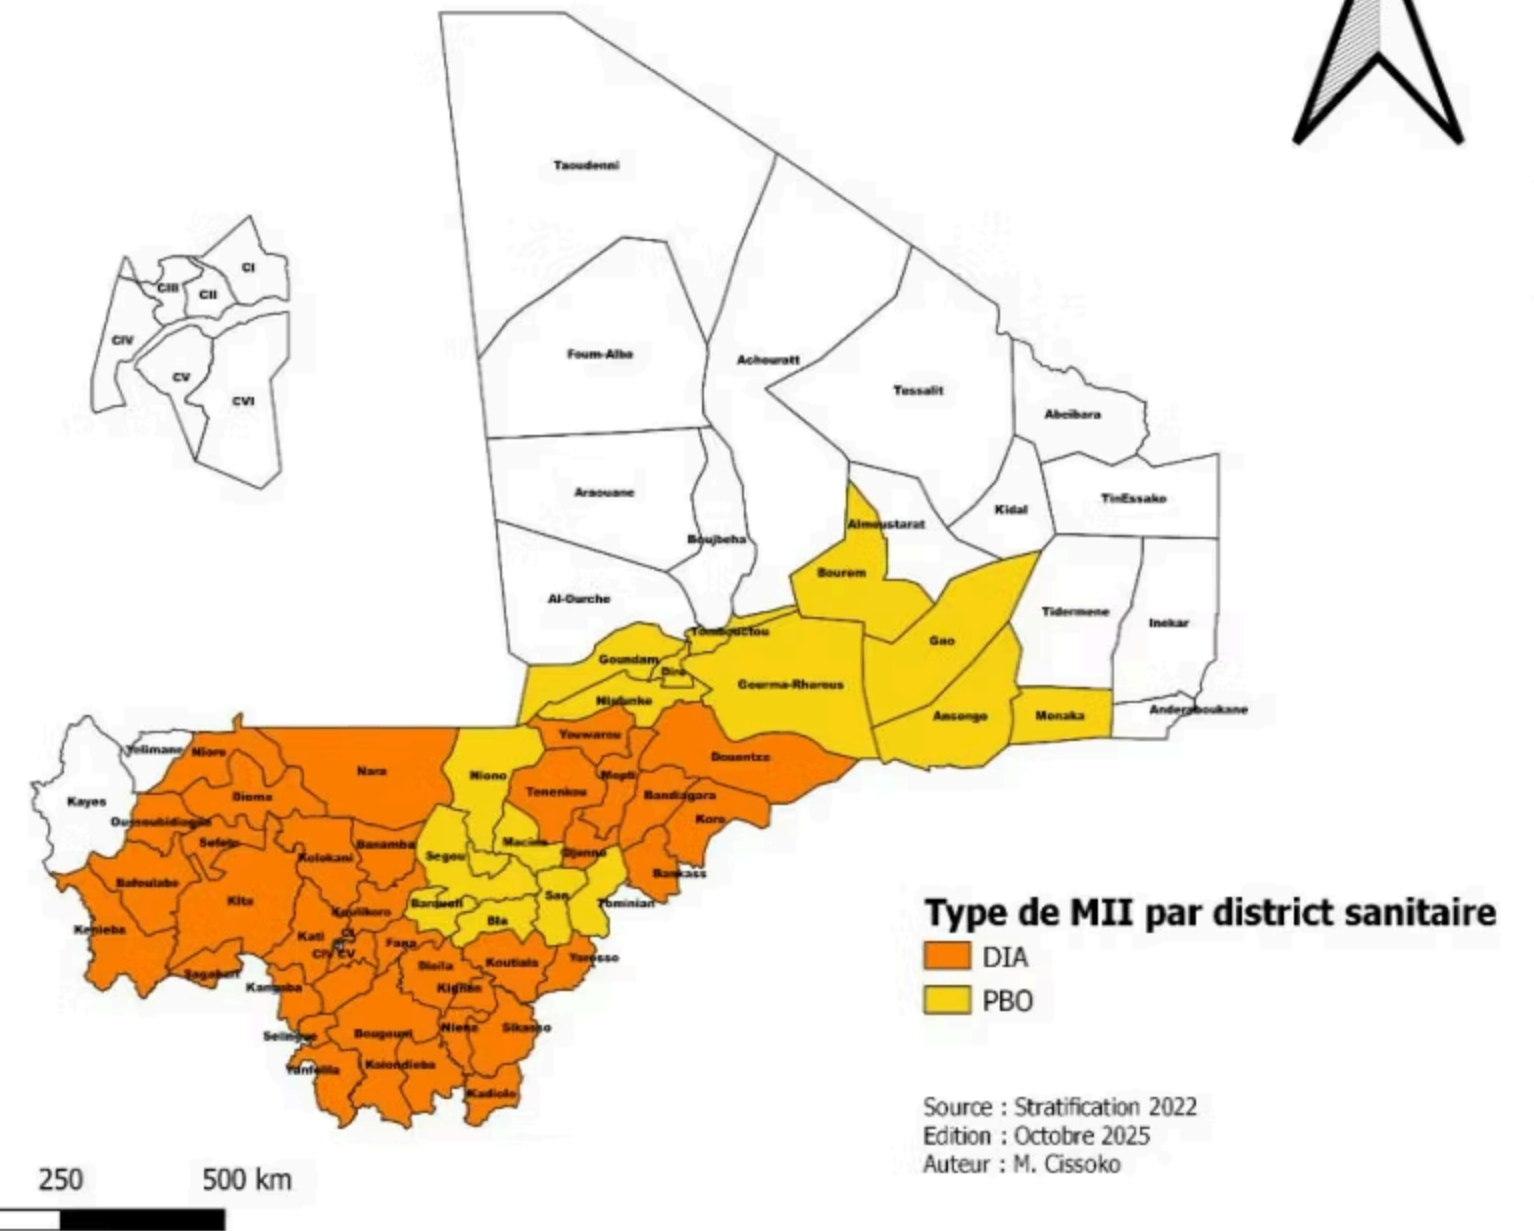 Taoudenni
CI
CIII
CII
CIV
Foum-Alba
Achouratt
CV
Tessalit
CVI
Abeibara
Araouane
TinEssako
Kidal
Almoustarat
Boujbeha
Bourem
Al-Ourche
Tidermene
Inekar
Tombouctou
Gao
Goundam
Dire
Gourma-Rharous
Niafunke
Anderaboukane
Ansongo
Menaka
Youwarou
Yelimane
Nioro
Douentza
Nara
Niono
Mopti
Tenenkou
Bandiagara
Diema
Kayes
Koro
Oussoubidiagna
Sefeto
Macina
Banamba
Djenne
Kolokani
Segou
Bankass
Bafoulabe
San
Kita
Baroueli
Tominian
Koulikoro
Bla
Type de MII par district sanitaire
Kenieba
Kati
CI
Fana
CIV CV
DIA
Yorosso
Koutiala
Dioila
Sagabari
Kangaba
Kignan
PBO
Selingue
Bougouni
Niena
Sikasso
Yanfolila
Kolondieba
Kadiolo
Source : Stratification 2022
Edition : Octobre 2025
Auteur : M. Cissoko
250 500 km